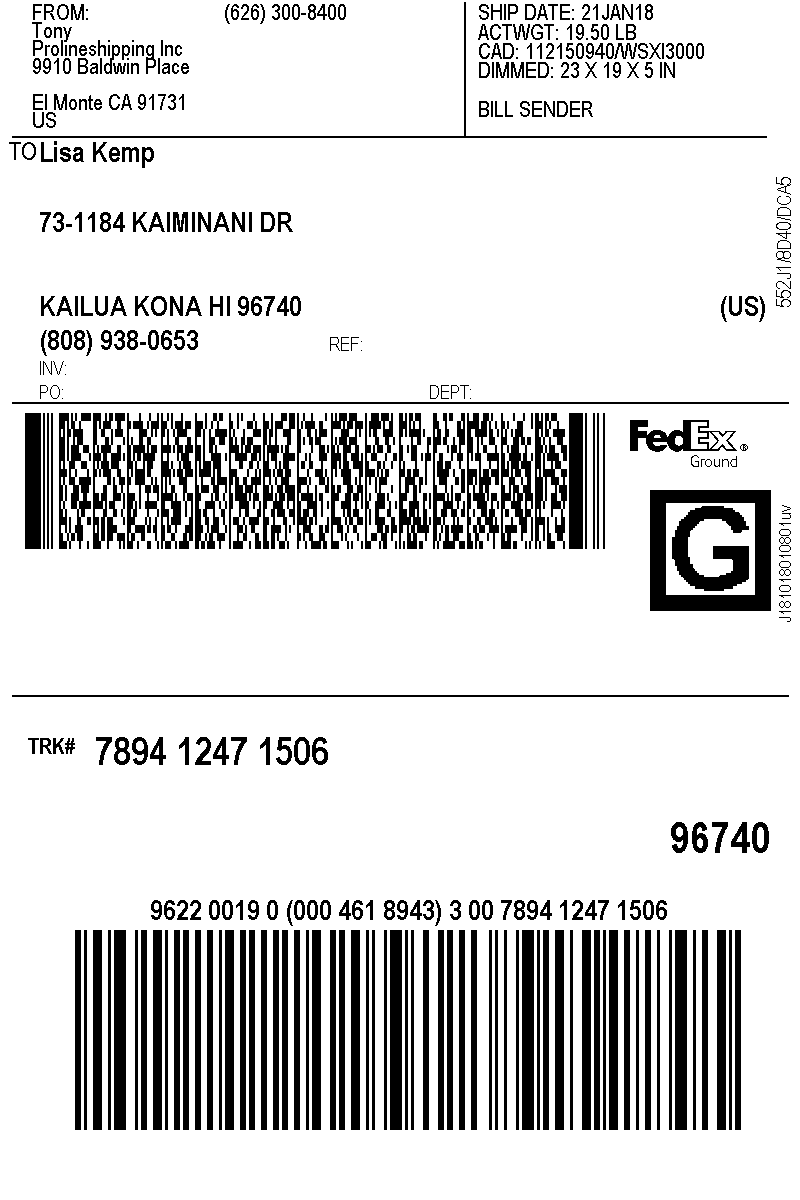 FROM: (626) 300-8400
Tony
Prolineshipping Inc
9910 Baldwin Place
El Monte CA 91731
US
SHIP DATE: 21JAN18
ACTWGT: 19.50 LB
CAD: 112150940/WSXI3000
DIMMED: 23 X 19 X 5 IN
BILL SENDER
TO Lisa Kemp
73-1184 KAIMINANI DR
KAILUA KONA HI 96740 (US)
(808) 938-0653 REF:
INV:
PO: DEPT:
552J1/8D40/DCA5
FedEx ®
Ground
G
J181018010801uv
TRK# 7894 1247 1506
96740
9622 0019 0 (000 461 8943) 3 00 7894 1247 1506